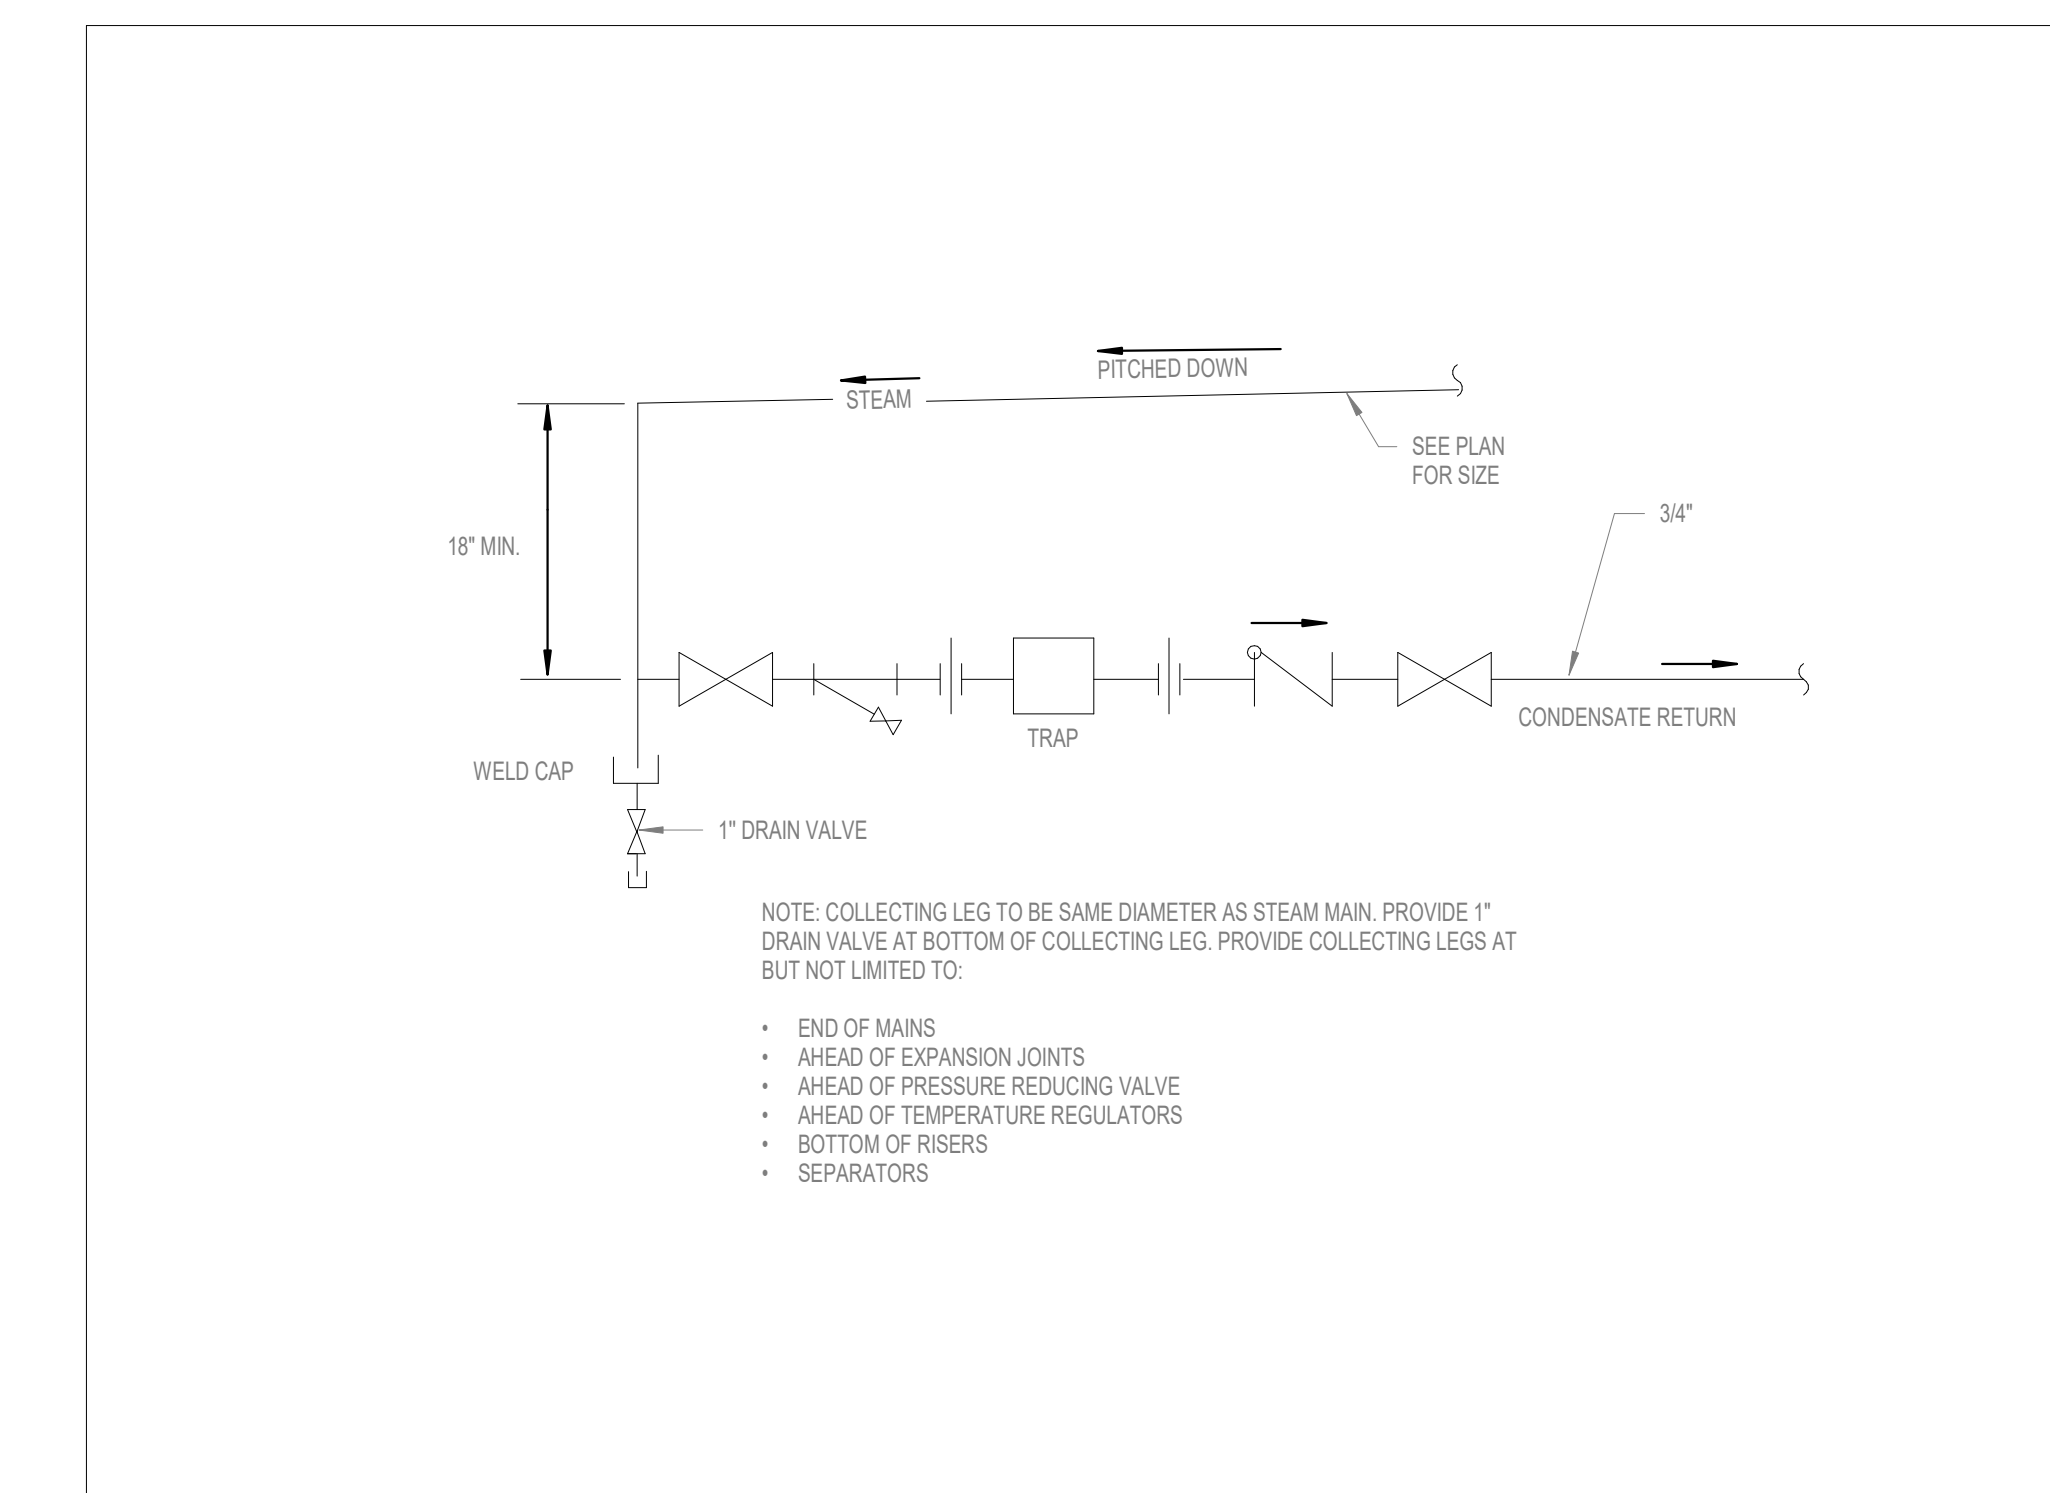 PITCHED DOWN
STEAM
SEE PLAN
FOR SIZE
3/4"
18" MIN.
CONDENSATE RETURN
TRAP
WELD CAP
1" DRAIN VALVE
NOTE: COLLECTING LEG TO BE SAME DIAMETER AS STEAM MAIN. PROVIDE 1"
DRAIN VALVE AT BOTTOM OF COLLECTING LEG. PROVIDE COLLECTING LEGS AT
BUT NOT LIMITED TO:
• END OF MAINS
• AHEAD OF EXPANSION JOINTS
• AHEAD OF PRESSURE REDUCING VALVE
• AHEAD OF TEMPERATURE REGULATORS
• BOTTOM OF RISERS
• SEPARATORS